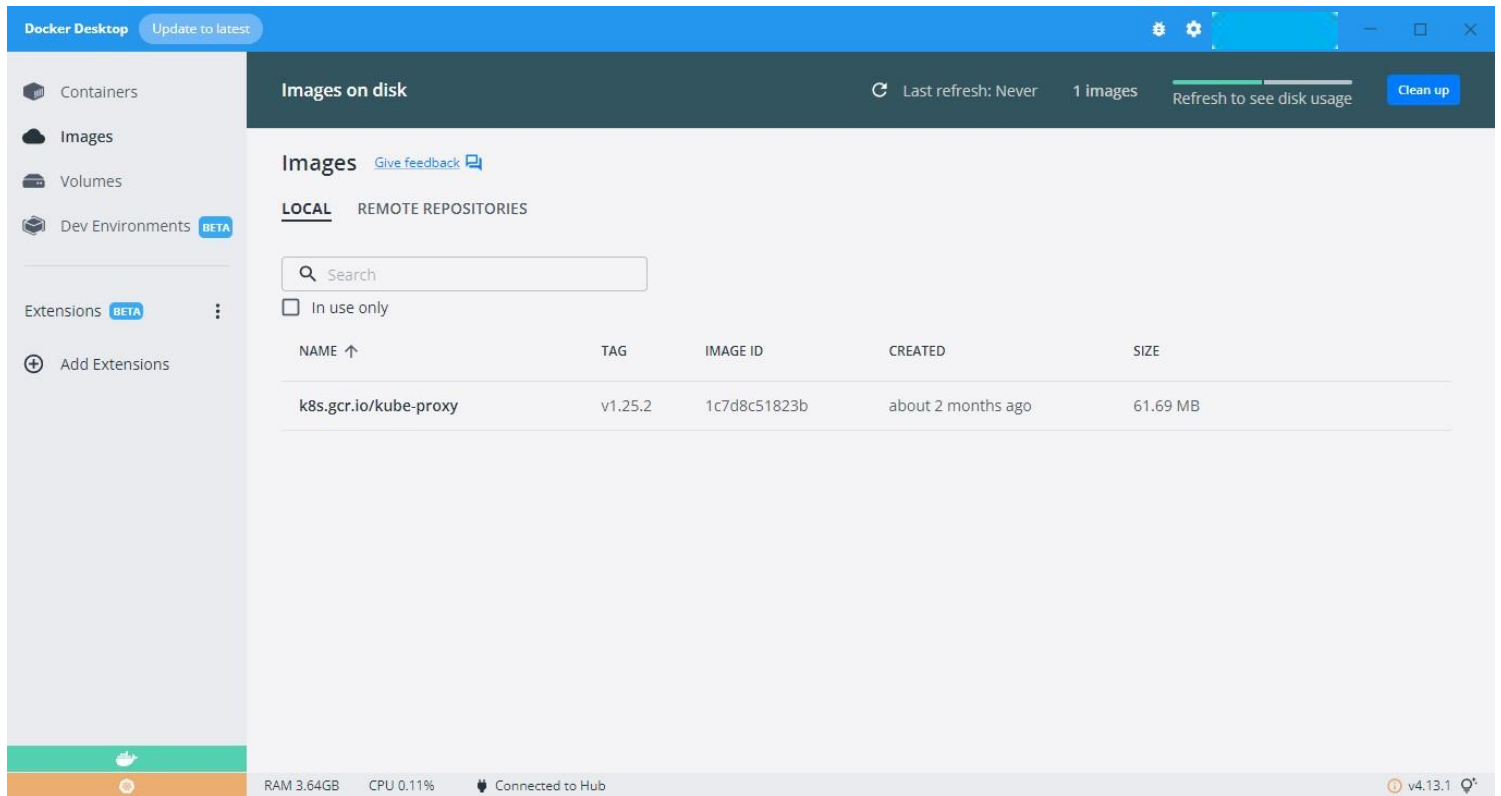 Docker Desktop Update to latest
Containers
Images
Volumes
Dev Environments BETA
Extensions BETA
Add Extensions
Images on disk Last refresh: Never 1 images Refresh to see disk usage Clean up
Images Give feedback
LOCAL REMOTE REPOSITORIES
Search
In use only
NAME TAG IMAGE ID CREATED SIZE
k8s.gcr.io/kube-proxy v1.25.2 1c7d8c51823b about 2 months ago 61.69 MB
RAM 3.64GB CPU 0.11% Connected to Hub v4.13.1